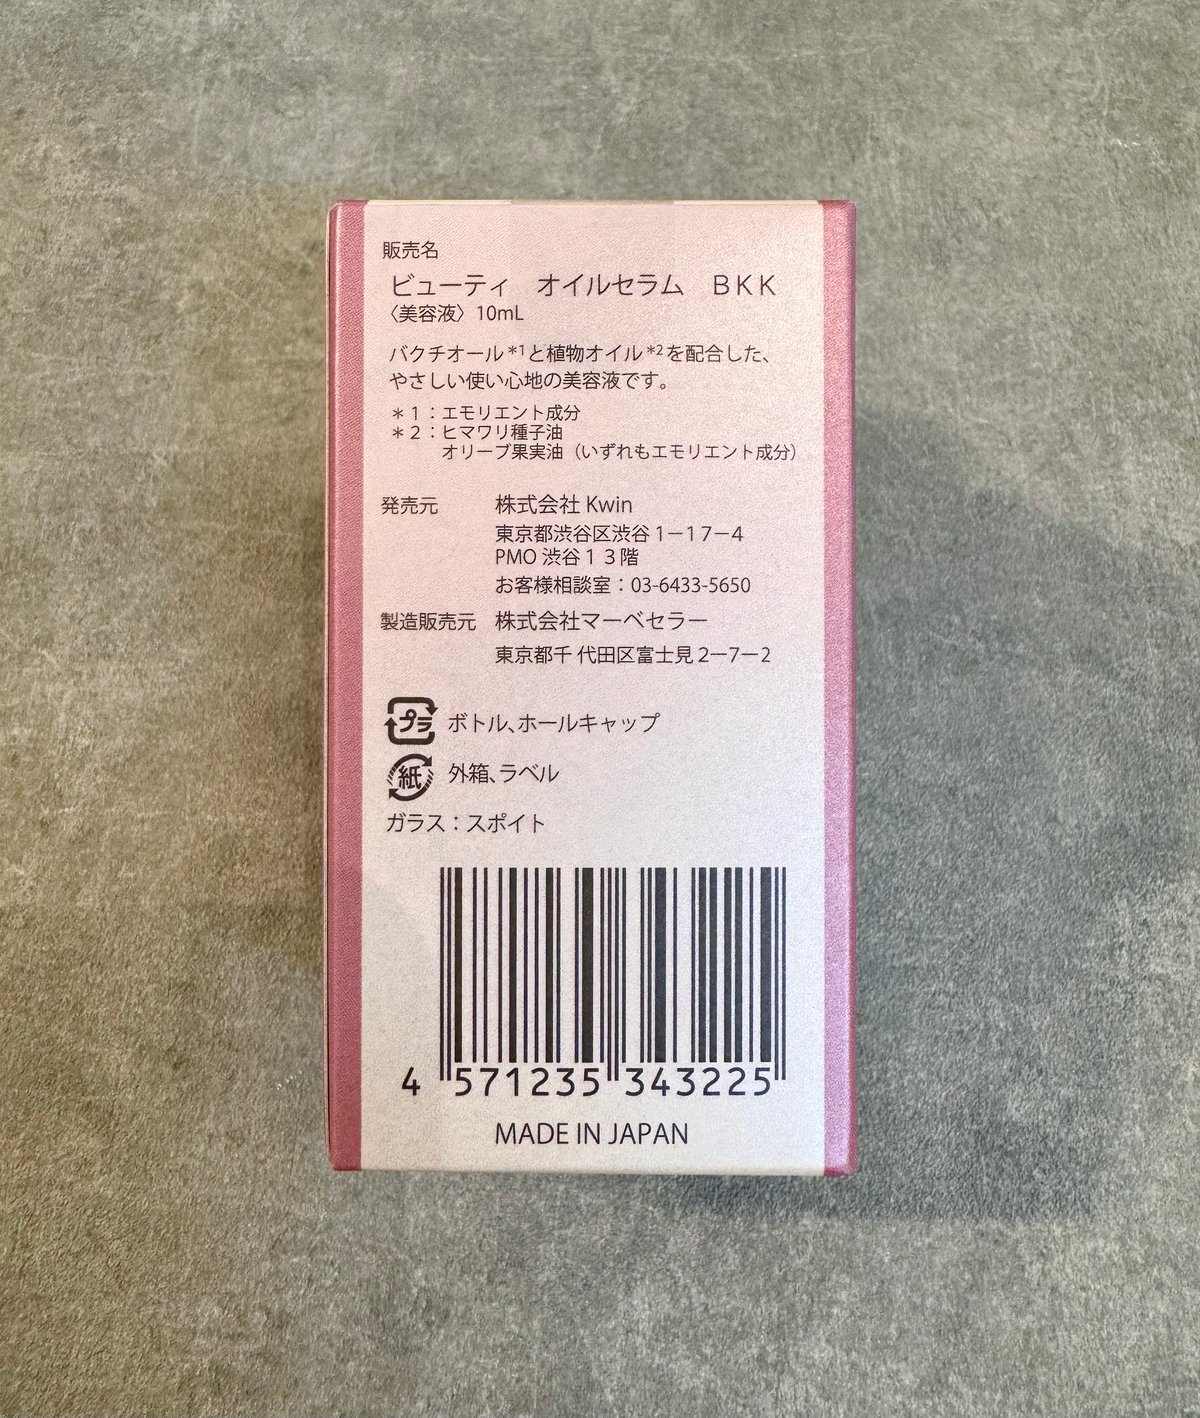 販売名
ビューティ　オイルセラム　ＢＫＫ
〈美容液〉10mL
バクチオール*1と植物オイル*2を配合した、
やさしい使い心地の美容液です。
＊１：エモリエント成分
＊２：ヒマワリ種子油
オリーブ果実油（いずれもエモリエント成分）
発売元　株式会社 Kwin
東京都渋谷区渋谷１−１７−４
PMO 渋谷１３階
お客様相談室：03-6433-5650
製造販売元　株式会社マーベセラー
東京都千 代田区富士見２ー７ー２
プラ　ボトル、ホールキャップ
紙　外箱、ラベル
ガラス：スポイト
4 571235 343225
MADE IN JAPAN